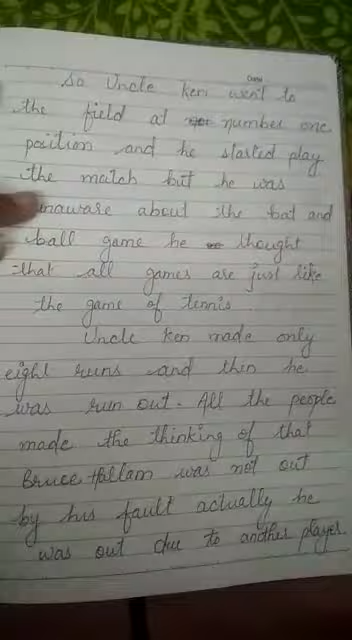 so Uncle Ken went to
the field at number one
position and he started play
the match but he was
unaware about the bat and
ball game he thought
that all games are just like
the game of tennis
Uncle Ken made only
eight runs and then he
was run out. All the people
made the thinking of that
Bruce Hallam was not out
by his fault actually he
was out due to another player